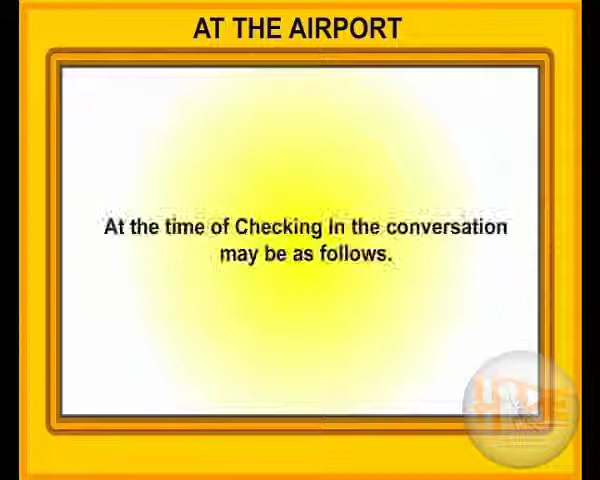 AT THE AIRPORT
At the time of Checking In the conversation
may be as follows.